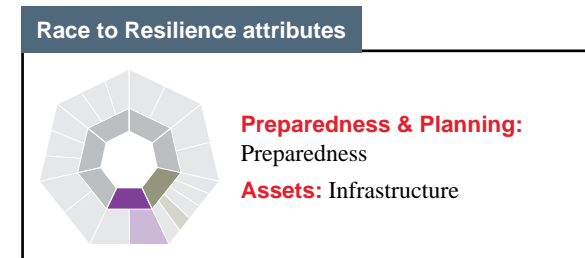 Race to Resilience attributes
Preparedness & Planning:
Preparedness
Assets: Infrastructure